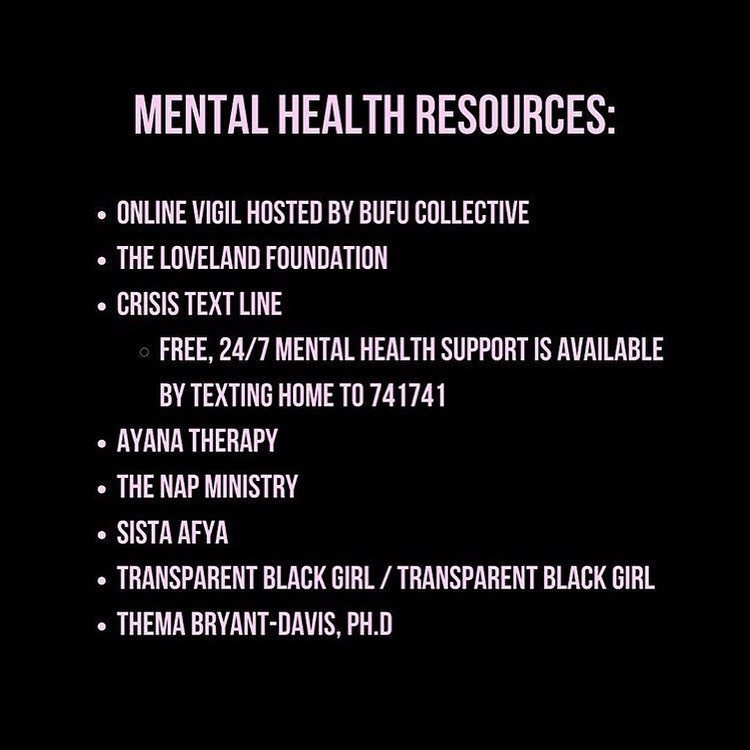 MENTAL HEALTH RESOURCES:
• ONLINE VIGIL HOSTED BY BUFU COLLECTIVE
• THE LOVELAND FOUNDATION
• CRISIS TEXT LINE
○ FREE, 24/7 MENTAL HEALTH SUPPORT IS AVAILABLE
BY TEXTING HOME TO 741741
• AYANA THERAPY
• THE NAP MINISTRY
• SISTA AFYA
• TRANSPARENT BLACK GIRL / TRANSPARENT BLACK GIRL
• THEMA BRYANT-DAVIS, PH.D